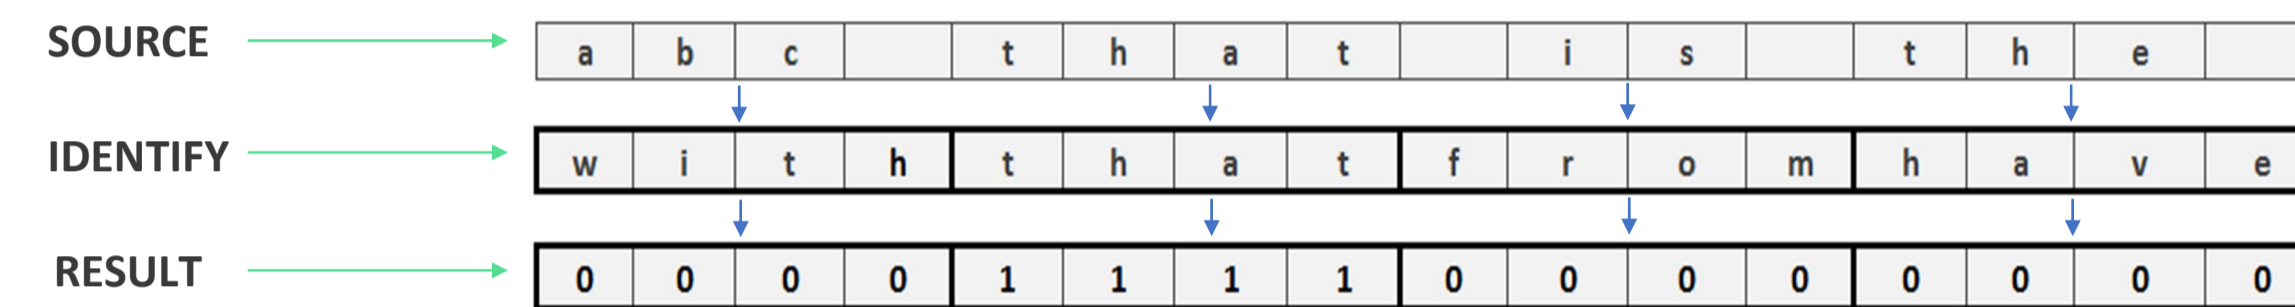 SOURCE a b c t h a t i s t h e
IDENTIFY w i t h t h a t f r o m h a v e
RESULT 0 0 0 0 1 1 1 1 0 0 0 0 0 0 0 0